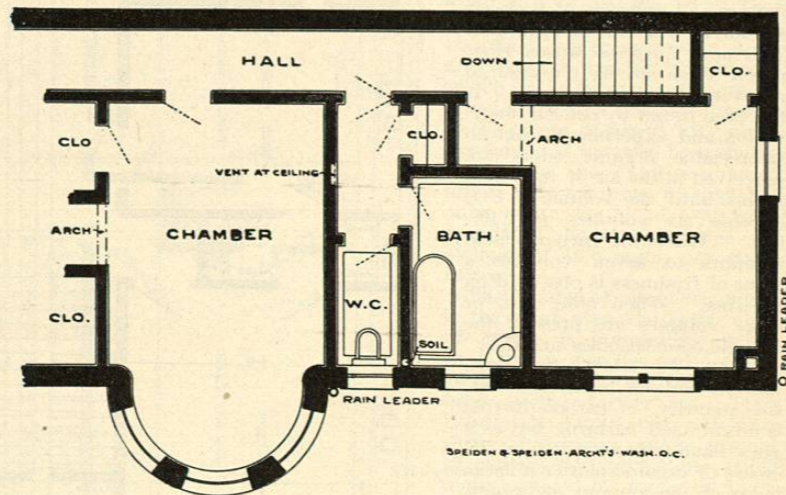 HALL
DOWN
CLO.
CLO
CLO.
ARCH
VENT AT CEILING
ARCH
CHAMBER
BATH
CHAMBER
W.C.
CLO.
SOIL
RAIN LEADER
RAIN LEADER
SPEIDEN & SPEIDEN · ARCHT'S · WASH. D.C.